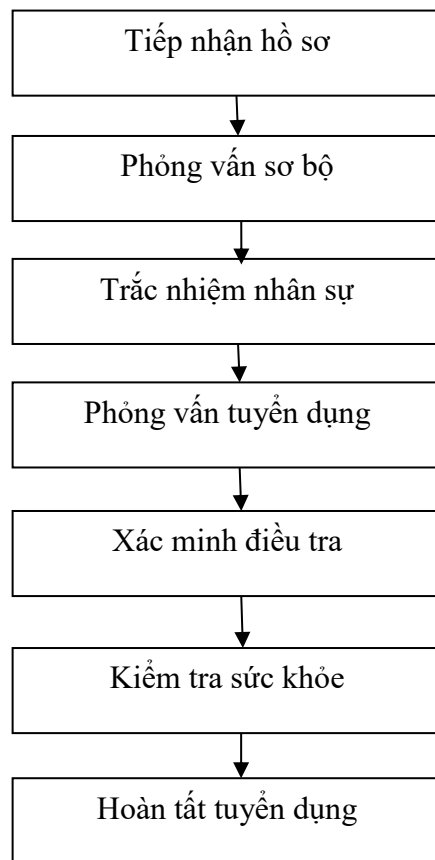 Tiếp nhận hồ sơ
Phỏng vấn sơ bộ
Trắc nhiệm nhân sự
Phỏng vấn tuyển dụng
Xác minh điều tra
Kiểm tra sức khỏe
Hoàn tất tuyển dụng